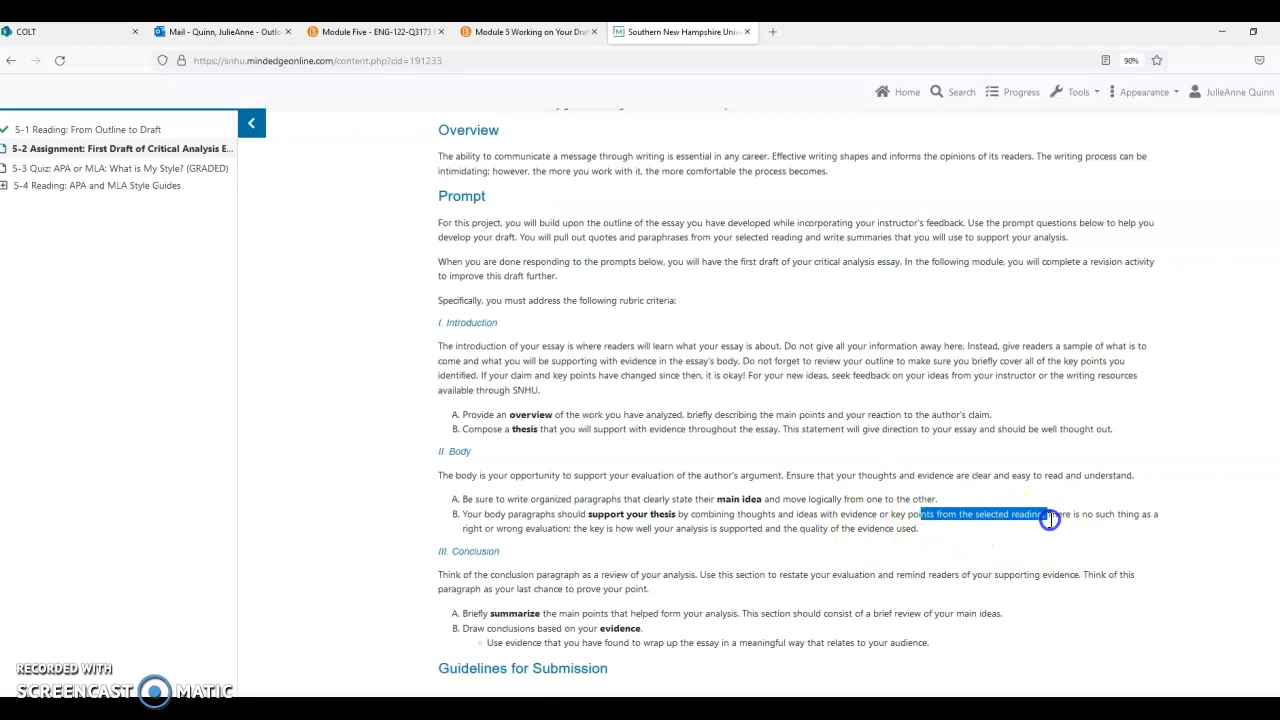 COLT
Mail - Quinn, JulieAnne - Outlo
Module Five - ENG-122-Q3173
Module 5 Working on Your Dra
Southern New Hampshire Unive
https://snhu.mindedgeonline.com/content.php?cid=191233
90%
Home Search Progress Tools Appearance JulieAnne Quinn
5-1 Reading: From Outline to Draft
5-2 Assignment: First Draft of Critical Analysis E...
5-3 Quiz: APA or MLA: What is My Style? (GRADED)
5-4 Reading: APA and MLA Style Guides
Overview
The ability to communicate a message through writing is essential in any career. Effective writing shapes and informs the opinions of its readers. The writing process can be
intimidating; however, the more you work with it, the more comfortable the process becomes.
Prompt
For this project, you will build upon the outline of the essay you have developed while incorporating your instructor's feedback. Use the prompt questions below to help you
develop your draft. You will pull out quotes and paraphrases from your selected reading and write summaries that you will use to support your analysis.
When you are done responding to the prompts below, you will have the first draft of your critical analysis essay. In the following module, you will complete a revision activity
to improve this draft further.
Specifically, you must address the following rubric criteria:
I. Introduction
The introduction of your essay is where readers will learn what your essay is about. Do not give all your information away here. Instead, give readers a sample of what is to
come and what you will be supporting with evidence in the essay's body. Do not forget to review your outline to make sure you briefly cover all of the key points you
identified. If your claim and key points have changed since then, it is okay! For your new ideas, seek feedback on your ideas from your instructor or the writing resources
available through SNHU.
A. Provide an overview of the work you have analyzed, briefly describing the main points and your reaction to the author's claim.
B. Compose a thesis that you will support with evidence throughout the essay. This statement will give direction to your essay and should be well thought out.
II. Body
The body is your opportunity to support your evaluation of the author's argument. Ensure that your thoughts and evidence are clear and easy to read and understand.
A. Be sure to write organized paragraphs that clearly state their main idea and move logically from one to the other.
B. Your body paragraphs should support your thesis by combining thoughts and ideas with evidence or key points from the selected reading. There is no such thing as a
right or wrong evaluation; the key is how well your analysis is supported and the quality of the evidence used.
III. Conclusion
Think of the conclusion paragraph as a review of your analysis. Use this section to restate your evaluation and remind readers of your supporting evidence. Think of this
paragraph as your last chance to prove your point.
A. Briefly summarize the main points that helped form your analysis. This section should consist of a brief review of your main ideas.
B. Draw conclusions based on your evidence.
Use evidence that you have found to wrap up the essay in a meaningful way that relates to your audience.
Guidelines for Submission
RECORDED WITH
SCREENCAST MATIC